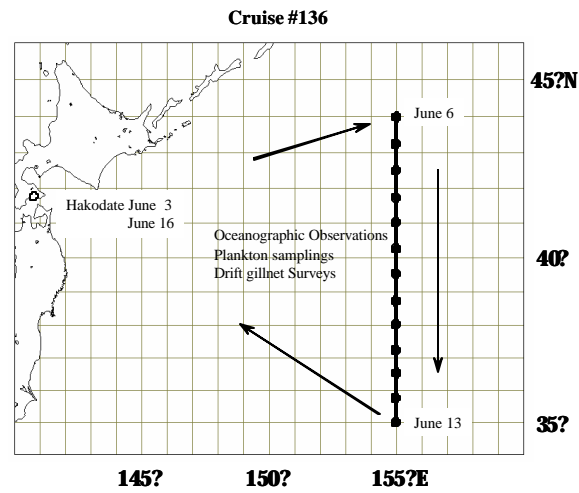 Cruise #136
45?N
June 6
Hakodate June 3
June 16
Oceanographic Observations
Plankton samplings
Drift gillnet Surveys
40?
June 13
35?
145?
150?
155?E